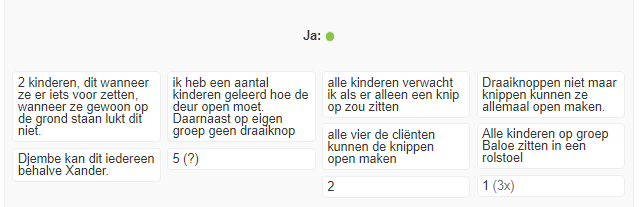 Ja:
2 kinderen, dit wanneer
ze er iets voor zetten,
wanneer ze gewoon op
de grond staan lukt dit
niet.
Djembe kan dit iedereen
behalve Xander.
ik heb een aantal
kinderen geleerd hoe de
deur open moet.
Daarnaast op eigen
groep geen draaiknop
5 (?)
alle kinderen verwacht
ik als er alleen een knip
op zou zitten
alle vier de cliënten
kunnen de knippen
open maken
2
Draaiknoppen niet maar
knippen kunnen ze
allemaal open maken.
Alle kinderen op groep
Baloe zitten in een
rolstoel
1 (3x)